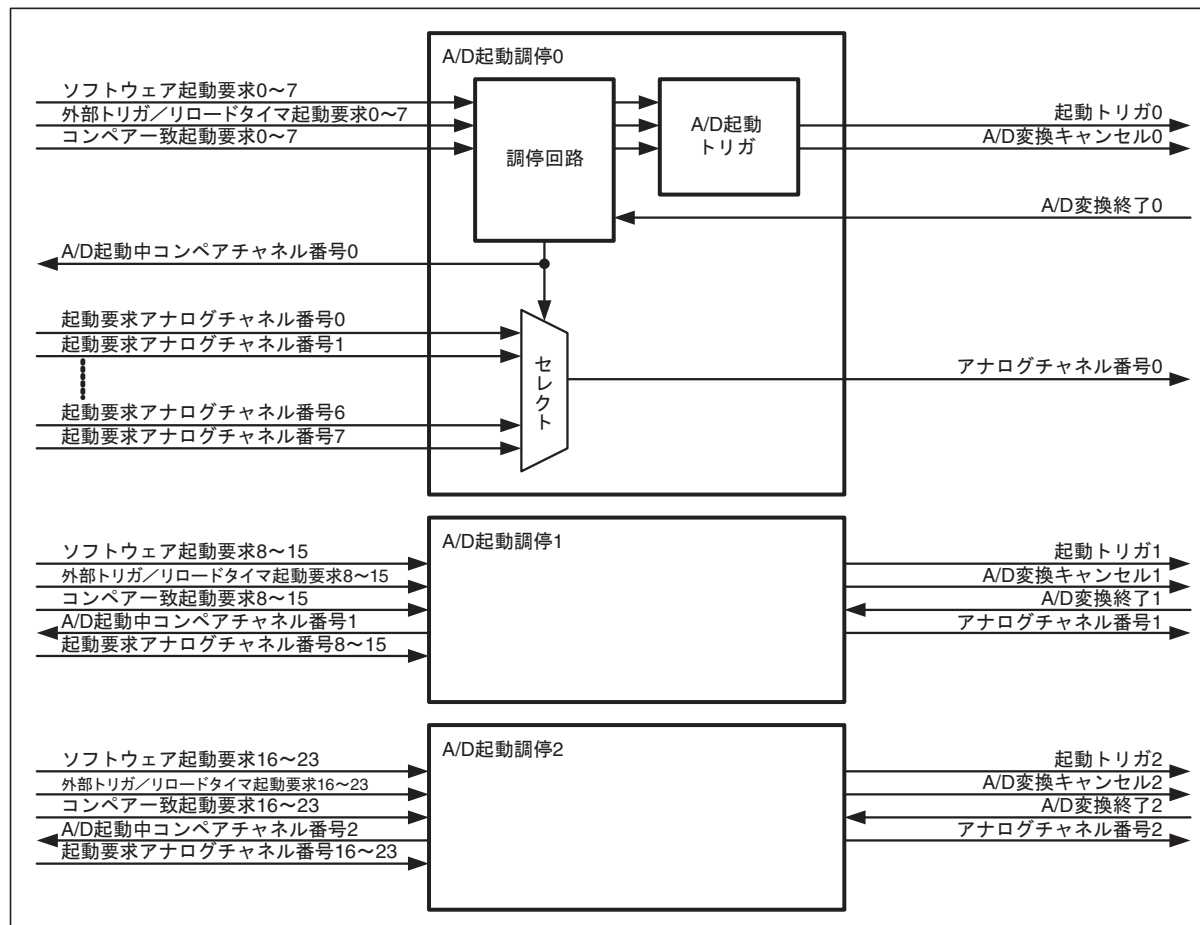 A/D起動調停0
ソフトウェア起動要求0～7
外部トリガ／リロードタイマ起動要求0～7
コンペア一致起動要求0～7
調停回路
A/D起動
トリガ
起動トリガ0
A/D変換キャンセル0
A/D変換終了0
A/D起動中コンペアチャネル番号0
起動要求アナログチャネル番号0
起動要求アナログチャネル番号1
起動要求アナログチャネル番号6
起動要求アナログチャネル番号7
セレクト
アナログチャネル番号0
A/D起動調停1
ソフトウェア起動要求8～15
外部トリガ／リロードタイマ起動要求8～15
コンペア一致起動要求8～15
A/D起動中コンペアチャネル番号1
起動要求アナログチャネル番号8～15
起動トリガ1
A/D変換キャンセル1
A/D変換終了1
アナログチャネル番号1
A/D起動調停2
ソフトウェア起動要求16～23
外部トリガ／リロードタイマ起動要求16～23
コンペア一致起動要求16～23
A/D起動中コンペアチャネル番号2
起動要求アナログチャネル番号16～23
起動トリガ2
A/D変換キャンセル2
A/D変換終了2
アナログチャネル番号2